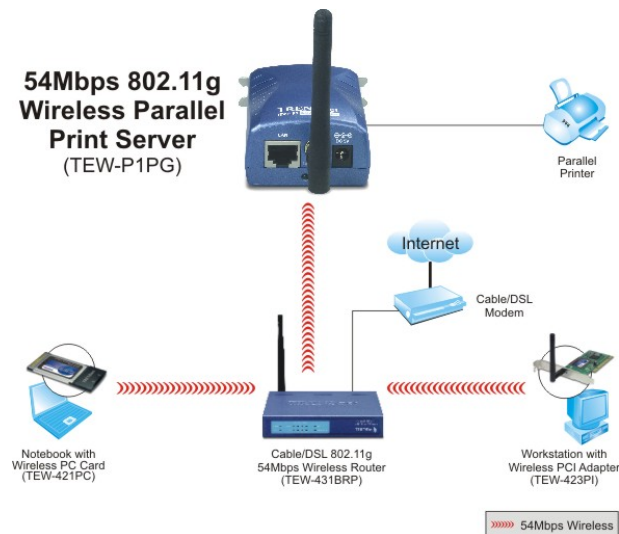 54Mbps 802.11g
Wireless Parallel
Print Server
(TEW-P1PG)
LAN
Parallel
Printer
Internet
Cable/DSL
Modem
Notebook with
Wireless PC Card
(TEW-421PC)
Cable/DSL 802.11g
54Mbps Wireless Router
(TEW-431BRP)
Workstation with
Wireless PCI Adapter
(TEW-423PI)
54Mbps Wireless